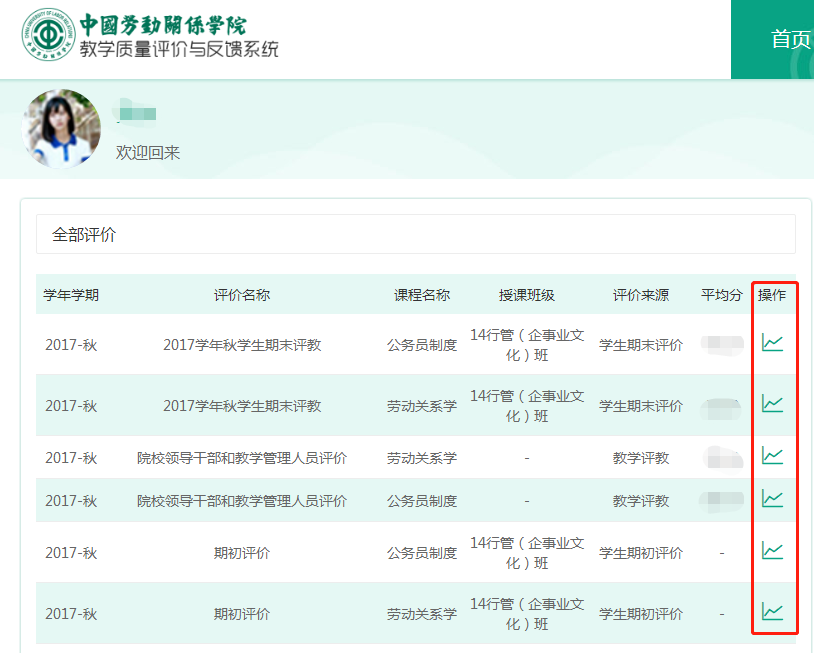 中國劳動關係学院
教学质量评价与反馈系统
首页
欢迎回来
全部评价
学年学期 评价名称 课程名称 授课班级 评价来源 平均分 操作
2017-秋 2017学年秋学生期末评教 公务员制度 14行管（企事业文化）班 学生期末评价
2017-秋 2017学年秋学生期末评教 劳动关系学 14行管（企事业文化）班 学生期末评价
2017-秋 院校领导干部和教学管理人员评价 劳动关系学 - 教学评教
2017-秋 院校领导干部和教学管理人员评价 公务员制度 - 教学评教
2017-秋 期初评价 公务员制度 14行管（企事业文化）班 学生期初评价 -
2017-秋 期初评价 劳动关系学 14行管（企事业文化）班 学生期初评价 -